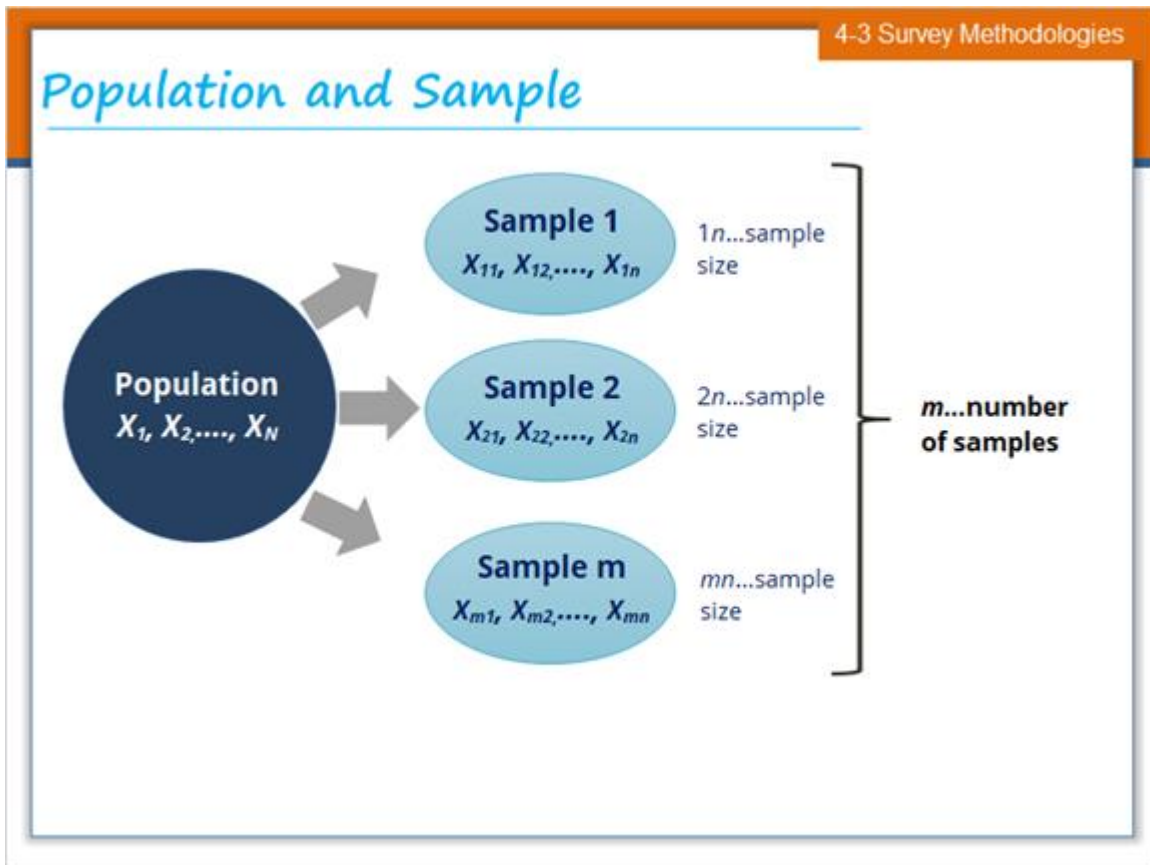 4-3 Survey Methodologies
Population and Sample
Population
X1, X2,...., XN
Sample 1
X11, X12,...., X1n
1n...sample
size
Sample 2
X21, X22,...., X2n
2n...sample
size
Sample m
Xm1, Xm2,...., Xmn
mn...sample
size
m...number
of samples